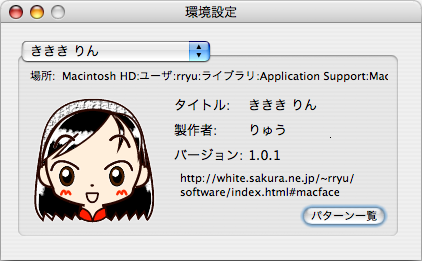 環境設定
ききき りん
場所: Macintosh HD:ユーザ:rryu:ライブラリ:Application Support:Mac
タイトル: ききき りん
製作者: りゅう
バージョン: 1.0.1
http://white.sakura.ne.jp/~rryu/
software/index.html#macface
パターン一覧